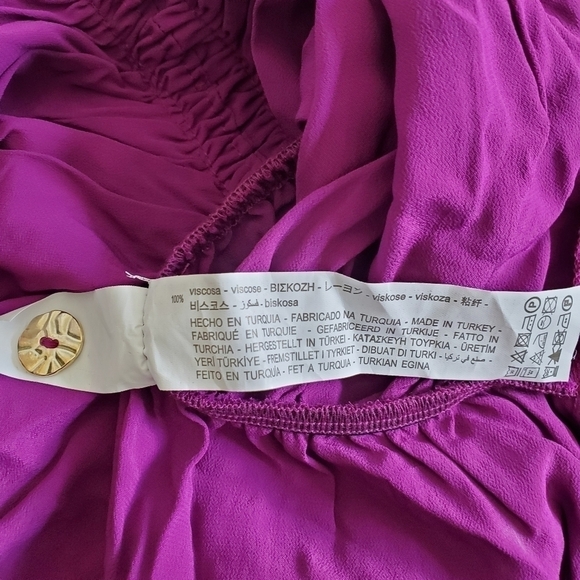 100% viscosa - viscose - ΒΙΣΚΟΖΗ - レーヨン - viskose - viskoza - 粘纤 -
비스코스 - فسكوز - biskosa
HECHO EN TURQUIA - FABRICADO NA TURQUIA - MADE IN TURKEY -
FABRIQUÉ EN TURQUIE - GEFABRICEERD IN TURKIJE - FATTO IN
TURCHIA - HERGESTELLT IN TÜRKEI - ΚΑΤΑΣΚΕΥΗ ΤΟΥΡΚΙΑ - ÜRETİM
YERİ TÜRKİYE - FREMSTILLET I TYRKIET - DIBUAT DI TURKI - صنع في تركيا -
FEITO EN TURQUÍA - FET A TURQUIA - TURKIAN EGINA